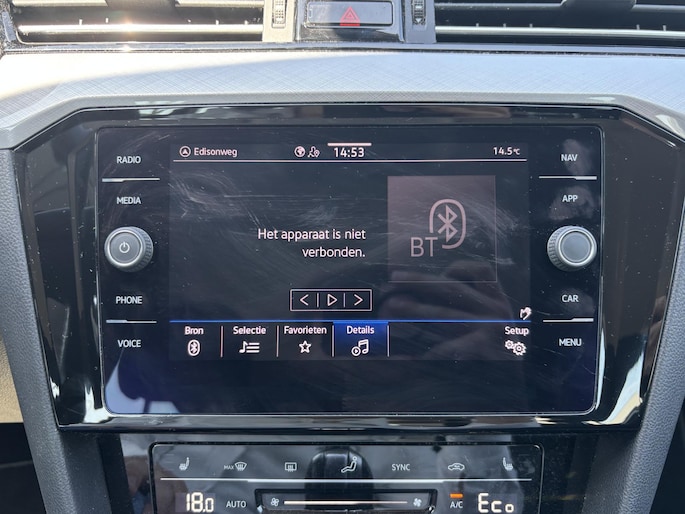 RADIO
MEDIA
PHONE
VOICE
Edisonweg
14:53
14.5°C
Het apparaat is niet
verbonden.
BT
Bron
Selectie
Favorieten
Details
Setup
NAV
APP
CAR
MENU
MAX
SYNC
18.0
AUTO
A/C
Eco